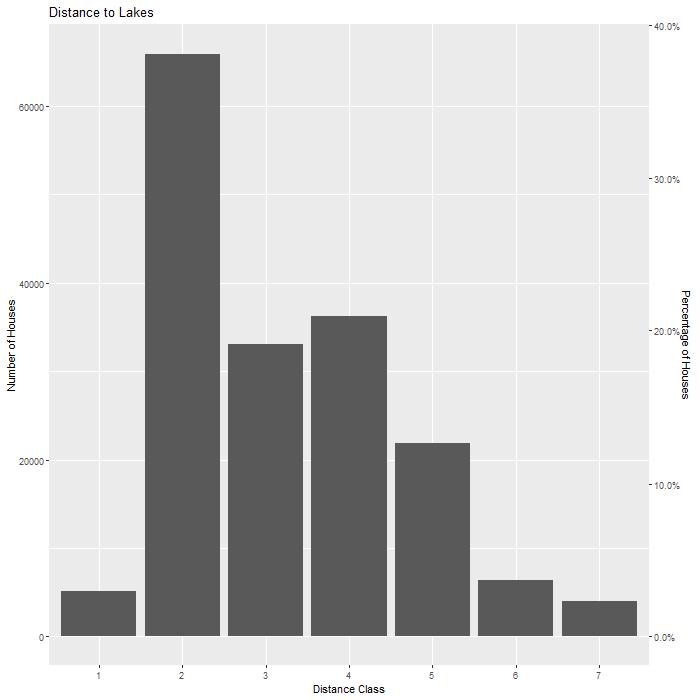 Distance to Lakes
40.0%
60000
30.0%
40000
Number of Houses
Percentage of Houses
20.0%
20000
10.0%
0
0.0%
1 2 3 4 5 6 7
Distance Class